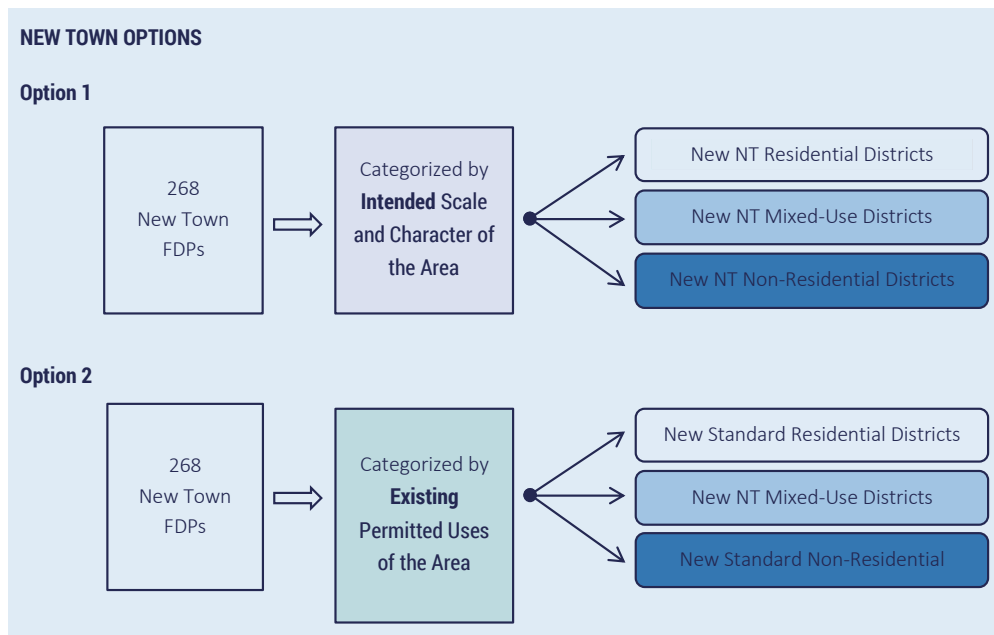 NEW TOWN OPTIONS
Option 1
268
New Town
FDPs
Categorized by
Intended Scale
and Character of
the Area
New NT Residential Districts
New NT Mixed-Use Districts
New NT Non-Residential Districts
Option 2
268
New Town
FDPs
Categorized by
Existing
Permitted Uses
of the Area
New Standard Residential Districts
New NT Mixed-Use Districts
New Standard Non-Residential